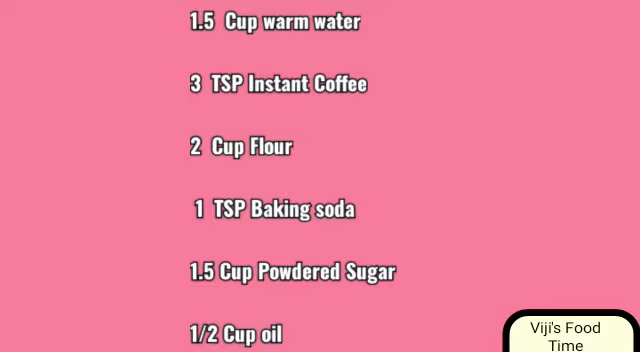 1.5 Cup warm water
3 TSP Instant Coffee
2 Cup Flour
1 TSP Baking soda
1.5 Cup Powdered Sugar
1/2 Cup oil
Viji's Food
Time